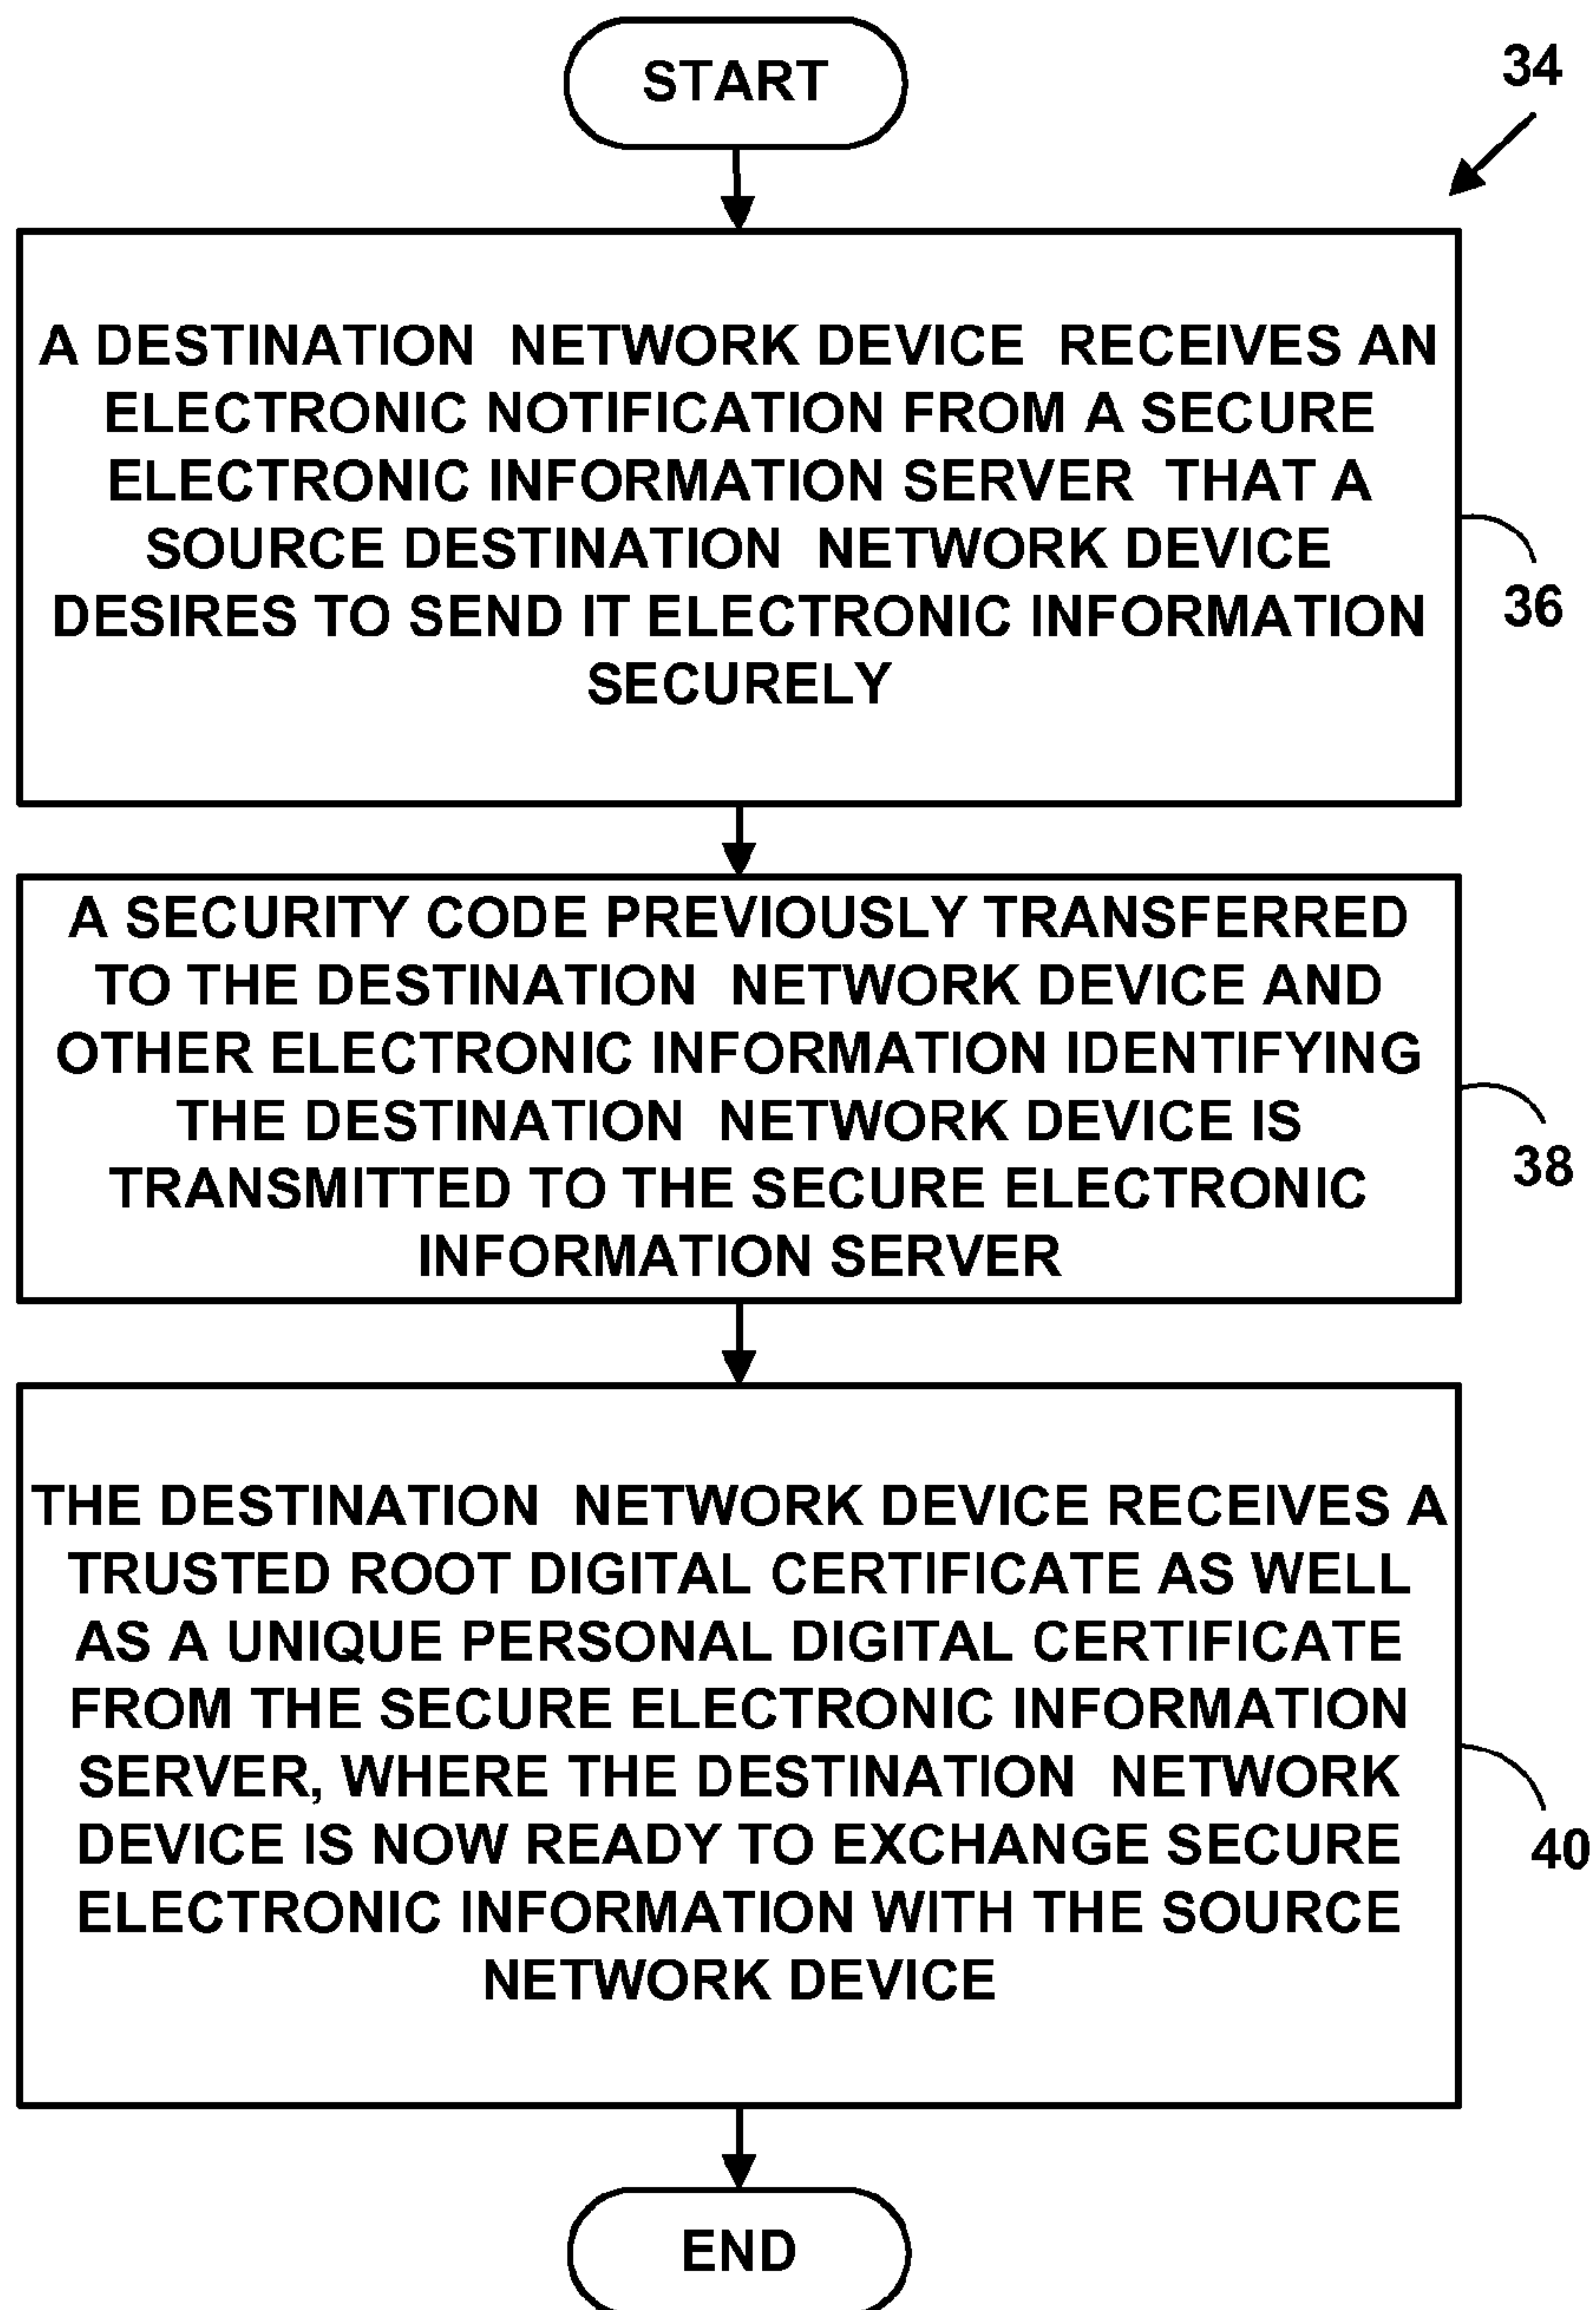 START
34
A DESTINATION NETWORK DEVICE RECEIVES AN
ELECTRONIC NOTIFICATION FROM A SECURE
ELECTRONIC INFORMATION SERVER THAT A
SOURCE DESTINATION NETWORK DEVICE
DESIRES TO SEND IT ELECTRONIC INFORMATION
SECURELY
36
A SECURITY CODE PREVIOUSLY TRANSFERRED
TO THE DESTINATION NETWORK DEVICE AND
OTHER ELECTRONIC INFORMATION IDENTIFYING
THE DESTINATION NETWORK DEVICE IS
TRANSMITTED TO THE SECURE ELECTRONIC
INFORMATION SERVER
38
THE DESTINATION NETWORK DEVICE RECEIVES A
TRUSTED ROOT DIGITAL CERTIFICATE AS WELL
AS A UNIQUE PERSONAL DIGITAL CERTIFICATE
FROM THE SECURE ELECTRONIC INFORMATION
SERVER, WHERE THE DESTINATION NETWORK
DEVICE IS NOW READY TO EXCHANGE SECURE
ELECTRONIC INFORMATION WITH THE SOURCE
NETWORK DEVICE
40
END